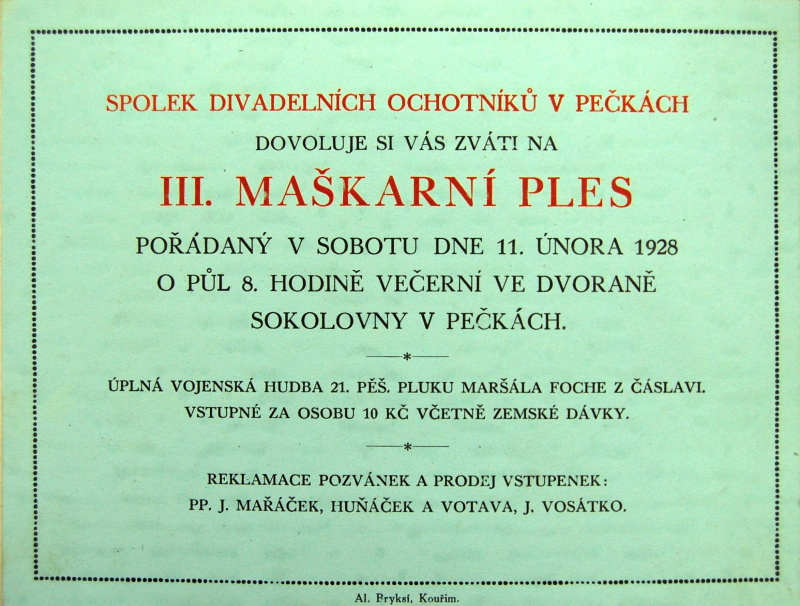 SPOLEK DIVADELNÍCH OCHOTNÍKŮ V PEČKÁCH
DOVOLUJE SI VÁS ZVÁTI NA
III. MAŠKARNÍ PLES
POŘÁDANÝ V SOBOTU DNE 11. ÚNORA 1928
O PŮL 8. HODINĚ VEČERNÍ VE DVORANĚ
SOKOLOVNY V PEČKÁCH.
ÚPLNÁ VOJENSKÁ HUDBA 21. PĚŠ. PLUKU MARŠÁLA FOCHE Z ČÁSLAVI.
VSTUPNÉ ZA OSOBU 10 KČ VČETNĚ ZEMSKÉ DÁVKY.
REKLAMACE POZVÁNEK A PRODEJ VSTUPENEK:
PP. J. MAŘÁČEK, HUŇÁČEK A VOTAVA, J. VOSÁTKO.
Al. Bryksí, Kouřim.